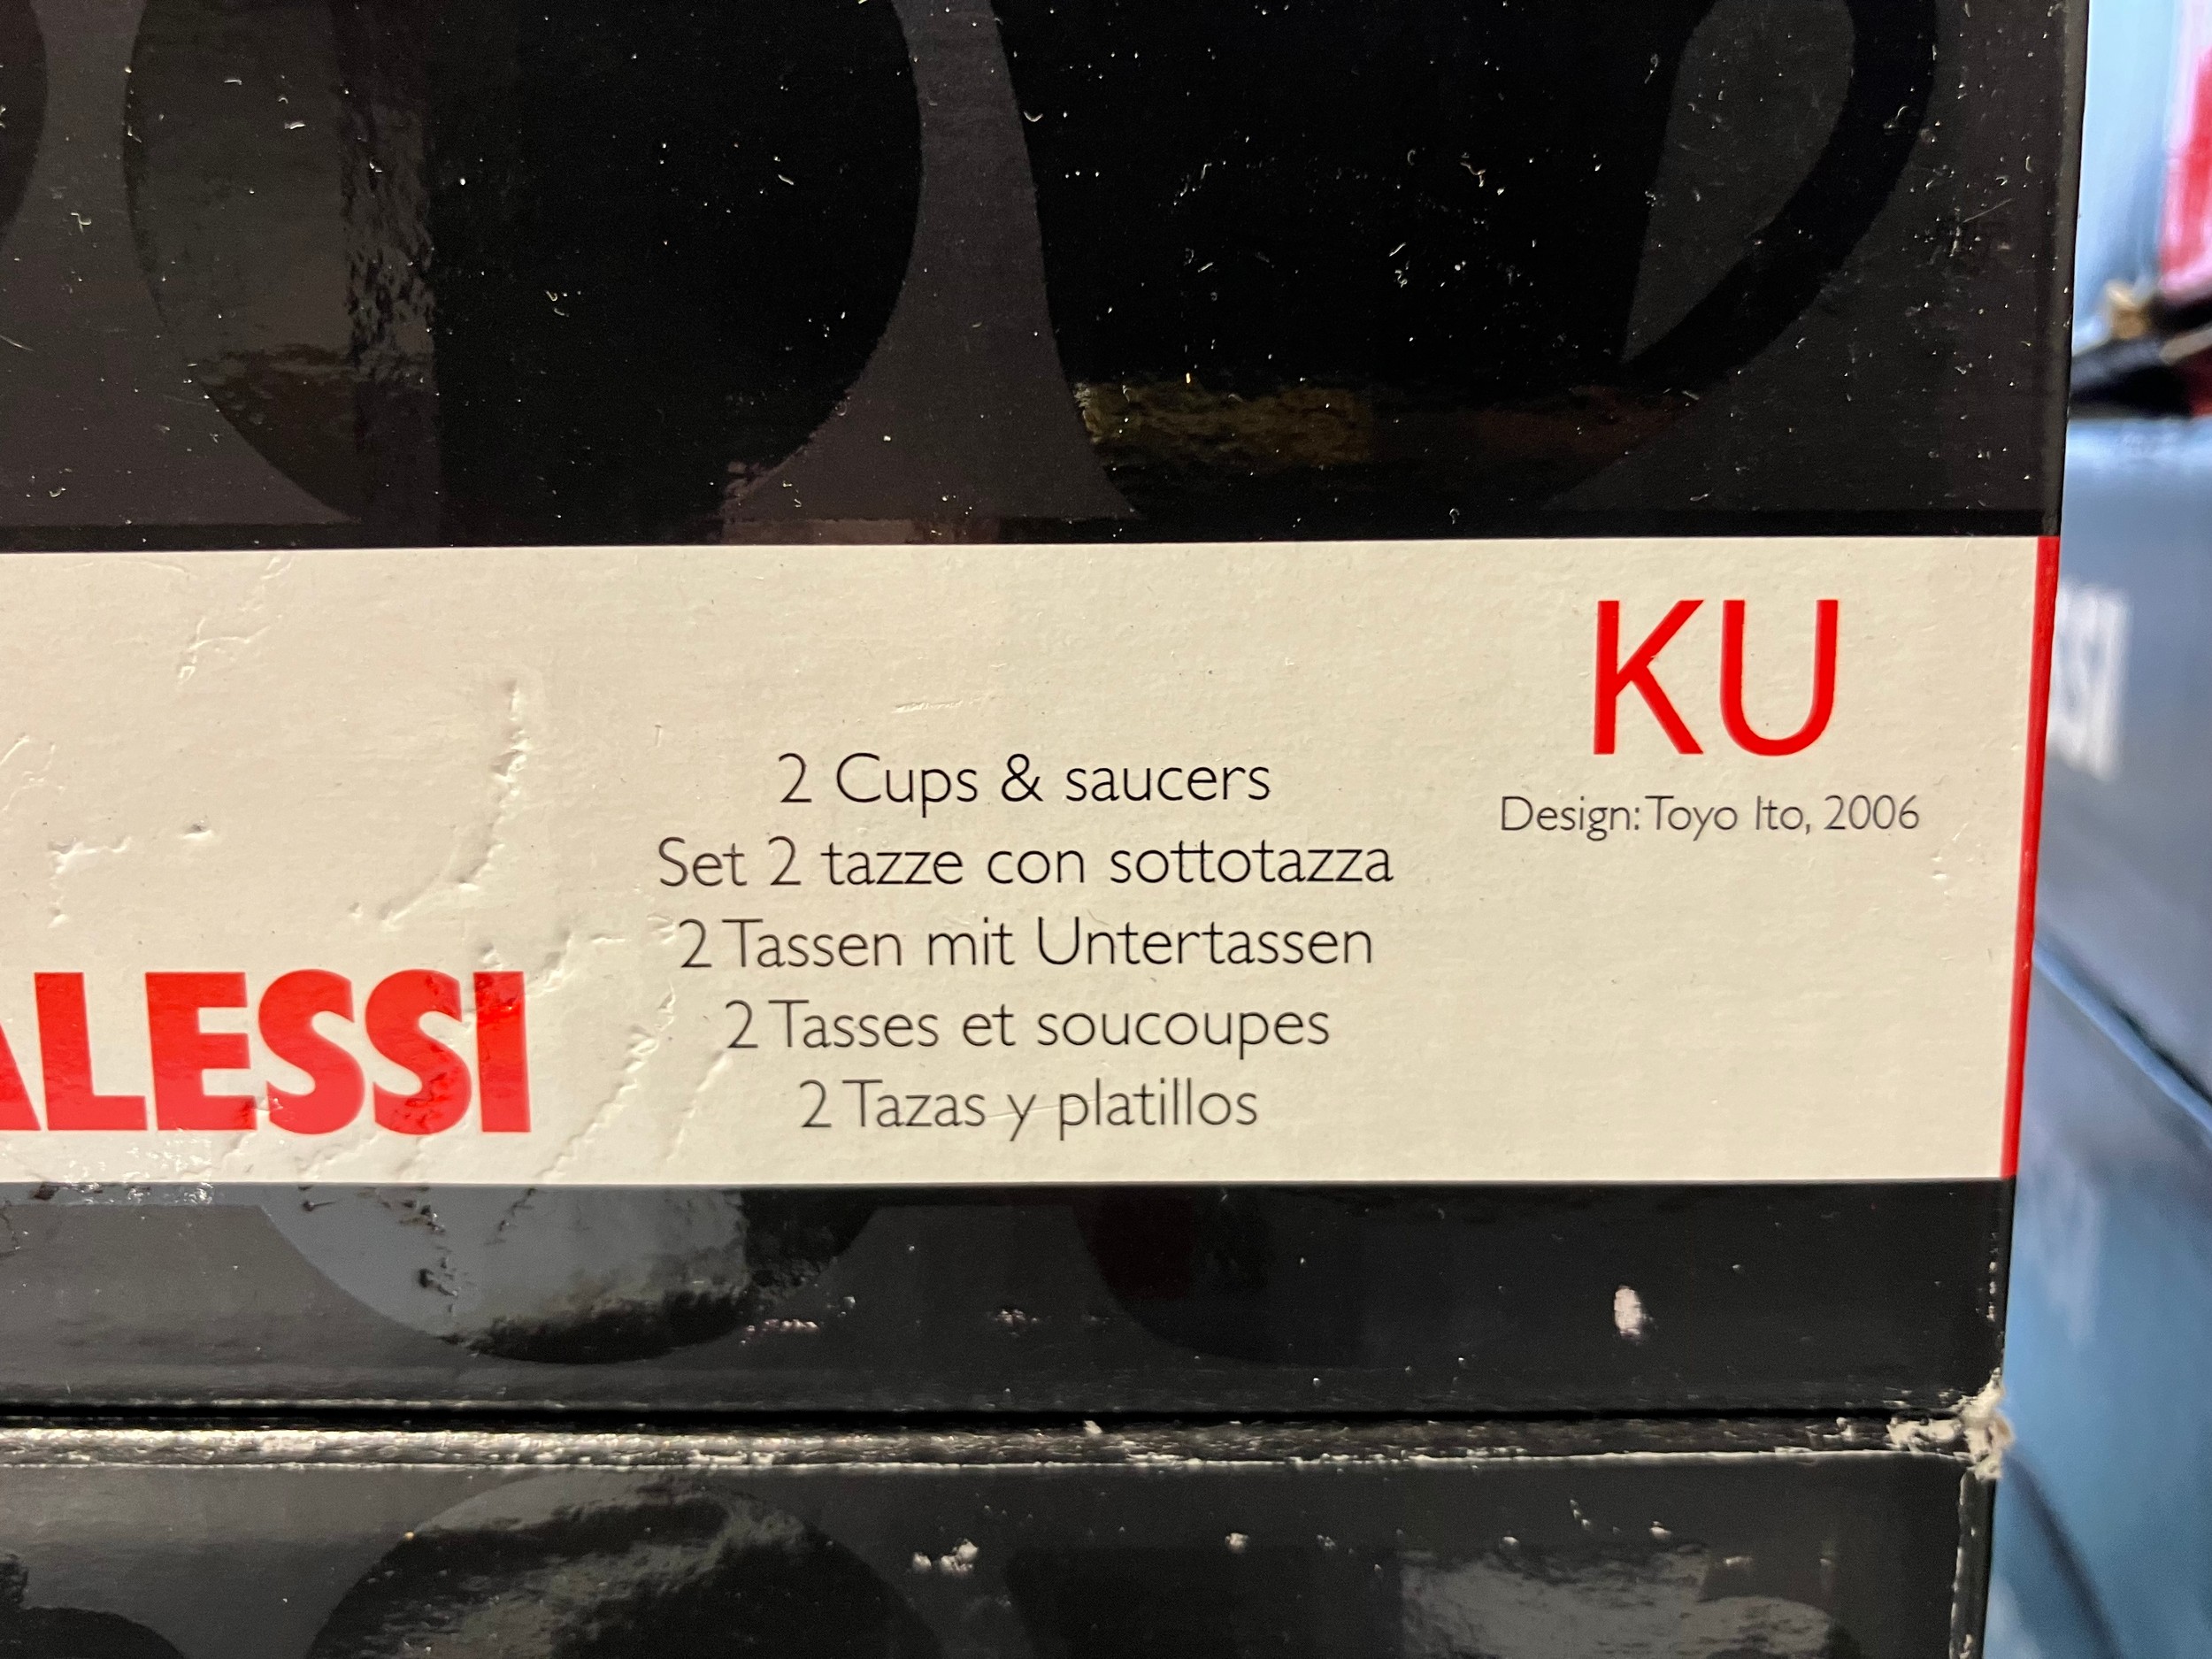 KU
Design: Toyo Ito, 2006
2 Cups & saucers
Set 2 tazze con sottotazza
2 Tassen mit Untertassen
2 Tasses et soucoupes
2 Tazas y platillos
ALESSI